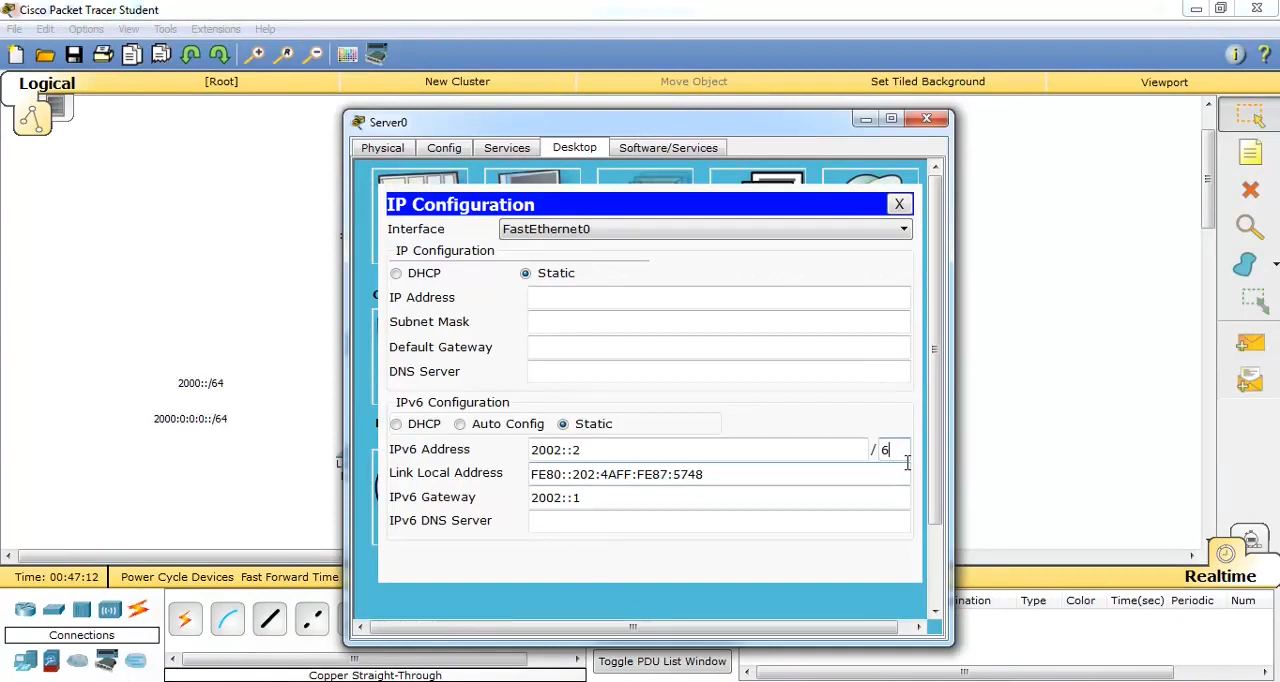 Cisco Packet Tracer Student
File Edit Options View Tools Extensions Help
Logical [Root] New Cluster Move Object Set Tiled Background Viewport
Server0
Physical Config Services Desktop Software/Services
IP Configuration X
Interface FastEthernet0
IP Configuration
DHCP Static
IP Address
Subnet Mask
Default Gateway
DNS Server
2000::/64
2000:0:0:0::/64
IPv6 Configuration
DHCP Auto Config Static
IPv6 Address 2002::2 / 6
Link Local Address FE80::202:4AFF:FE87:5748
IPv6 Gateway 2002::1
IPv6 DNS Server
Time: 00:47:12 Power Cycle Devices Fast Forward Time Realtime
Connections
Copper Straight-Through
Toggle PDU List Window
ination Type Color Time(sec) Periodic Num